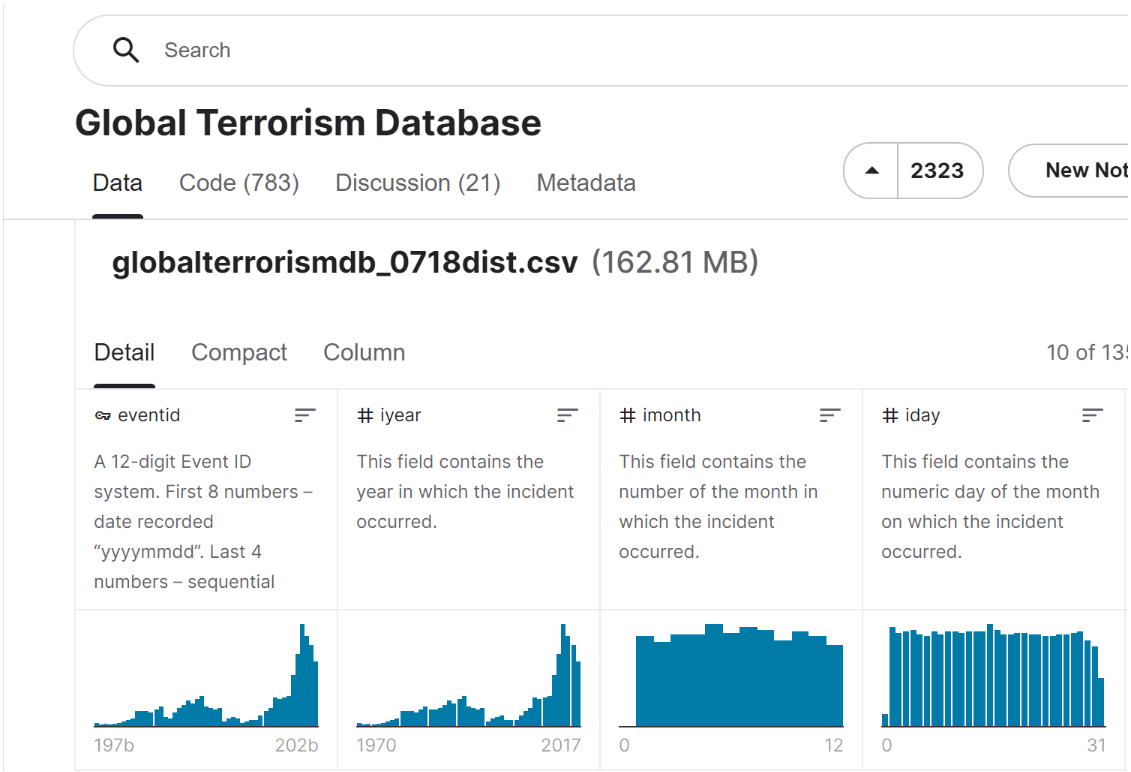 Search
Global Terrorism Database
Data Code (783) Discussion (21) Metadata
2323
New Not
globalterrorismdb_0718dist.csv (162.81 MB)
Detail Compact Column
10 of 135
eventid
A 12-digit Event ID
system. First 8 numbers –
date recorded
“yyyymmdd”. Last 4
numbers – sequential
197b 202b
# iyear
This field contains the
year in which the incident
occurred.
1970 2017
# imonth
This field contains the
number of the month in
which the incident
occurred.
0 12
# iday
This field contains the
numeric day of the month
on which the incident
occurred.
0 31